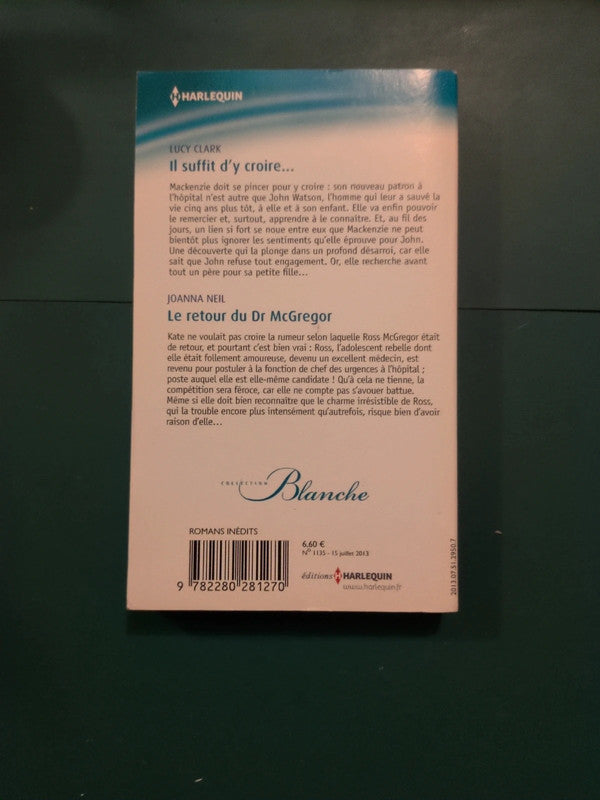 HARLEQUIN
LUCY CLARK
Il suffit d'y croire...
Mackenzie doit se pincer pour y croire : son nouveau patron à
l'hôpital n'est autre que John Watson, l'homme qui leur a sauvé la
vie cinq ans plus tôt, à elle et à son enfant. Elle va enfin pouvoir
le remercier et, surtout, apprendre à le connaître. Et, au fil des
jours, un lien si fort se noue entre eux que Mackenzie ne peut
bientôt plus ignorer les sentiments qu'elle éprouve pour John.
Une découverte qui la plonge dans un profond désarroi, car elle
sait que John refuse tout engagement. Or, elle recherche avant
tout un père pour sa petite fille...
JOANNA NEIL
Le retour du Dr McGregor
Kate ne voulait pas croire la rumeur selon laquelle Ross McGregor était
de retour, et pourtant c'est bien vrai : Ross, l'adolescent rebelle dont
elle était follement amoureuse, devenu un excellent médecin, est
revenu pour postuler à la fonction de chef des urgences à l'hôpital ;
poste auquel elle est elle-même candidate ! Qu'à cela ne tienne, la
compétition sera féroce, car elle ne compte pas s'avouer battue.
Même si elle doit bien reconnaître que le charme irrésistible de Ross,
qui la trouble encore plus intensément qu'autrefois, risque bien d'avoir
raison d'elle...
COLLECTION Blanche
ROMANS INÉDITS
6,60 €
N° 1135 - 15 juillet 2013
9 782280 281270
éditions HARLEQUIN
www.harlequin.fr
2013.07.51.3950.7